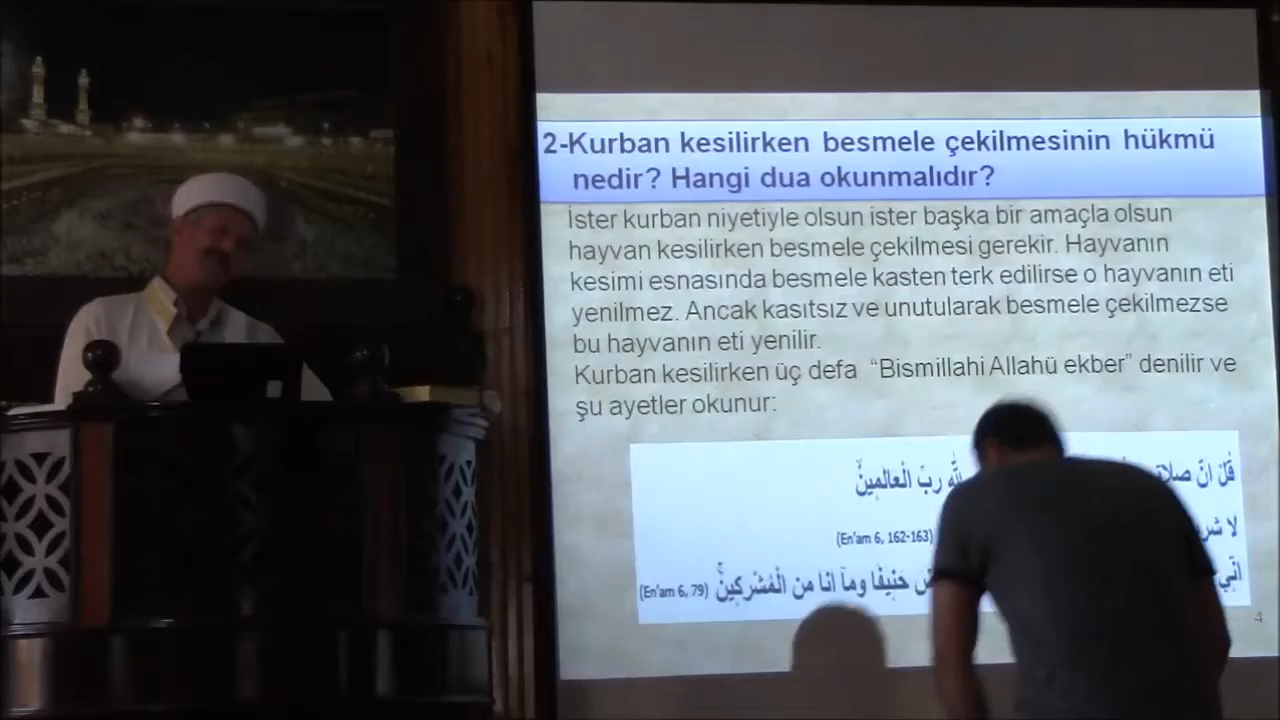 2-Kurban kesilirken besmele çekilmesinin hükmü
nedir? Hangi dua okunmalıdır?
İster kurban niyetiyle olsun ister başka bir amaçla olsun
hayvan kesilirken besmele çekilmesi gerekir. Hayvanın
kesimi esnasında besmele kasten terk edilirse o hayvanın eti
yenilmez. Ancak kasıtsız ve unutularak besmele çekilmezse
bu hayvanın eti yenilir.
Kurban kesilirken üç defa “Bismillahi Allahü ekber” denilir ve
şu ayetler okunur:
قُلْ انّ لِلّٰهِ رَبِّ الْعَالَمِينَۙ
لا (En'am 6, 162-163)
انّي حَنِيفًا وَمَٓا اَنَا مِنَ الْمُشْرِكِينَۚ (En'am 6, 79)
4